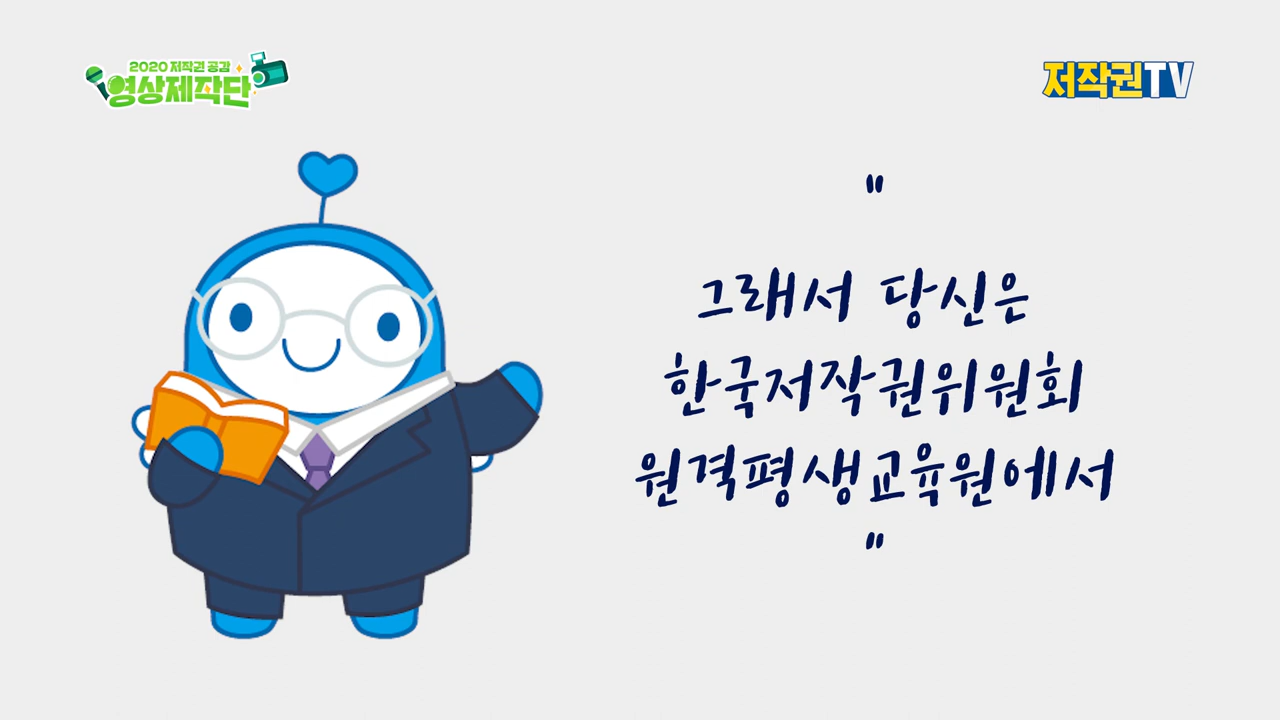 2020 저작권 공감
영상제작단
저작권TV
"
그래서 당신은
한국저작권위원회
원격평생교육원에서
"